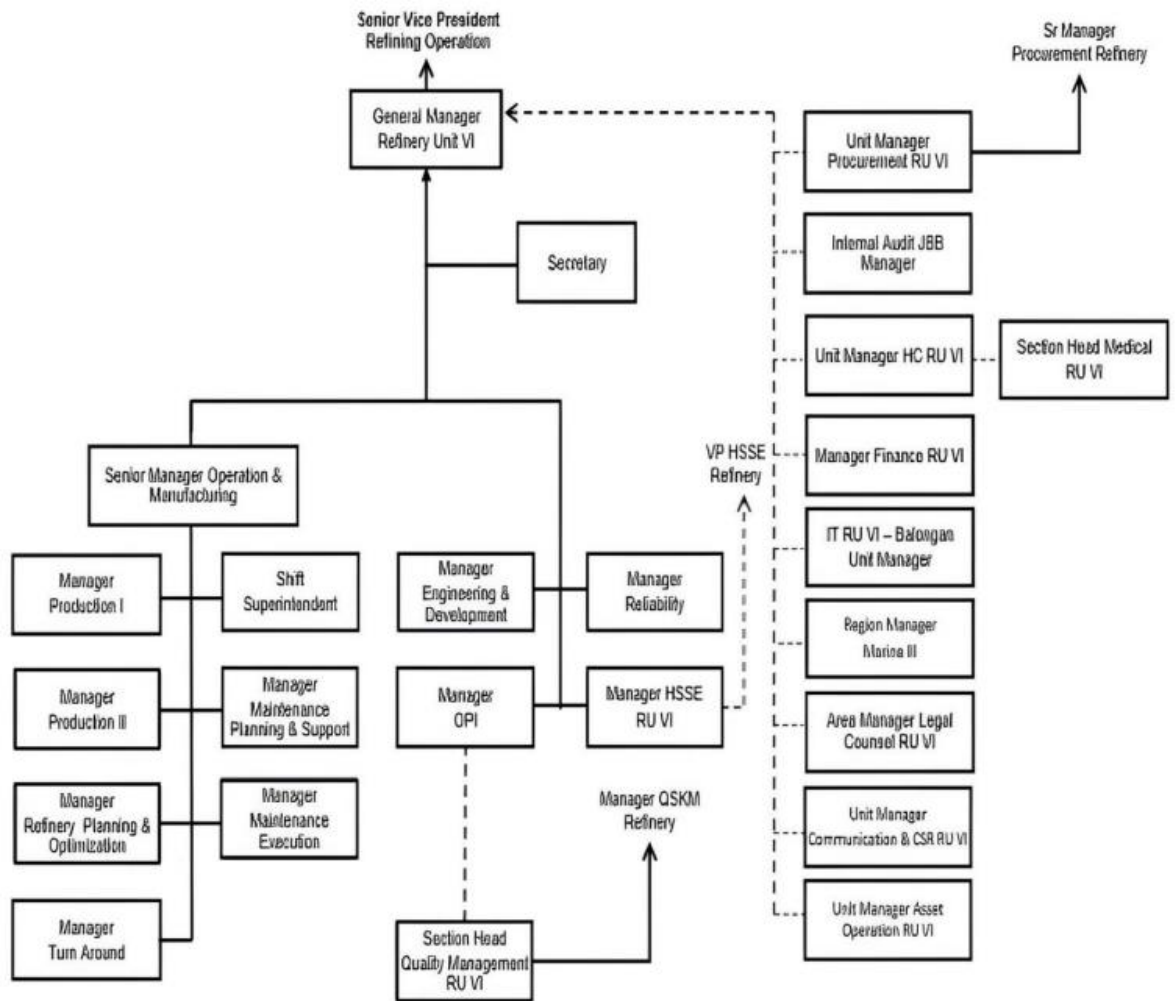 Senior Vice President
Refining Operation
Sr Manager
Procurement Refinery
General Manager
Refinery Unit VI
Unit Manager
Procurement RU VI
Secretary
Internal Audit JBB
Manager
Unit Manager HC RU VI
Section Head Medical
RU VI
Senior Manager Operation &
Manufacturing
VP HSSE
Refinery
Manager Finance RU VI
IT RU VI – Balongan
Unit Manager
Manager
Production I
Shift
Superintendent
Manager
Engineering &
Development
Manager
Reliability
Region Manager
Marine III
Manager
Production III
Manager
Maintenance
Planning & Support
Manager
OPI
Manager HSSE
RU VI
Area Manager Legal
Counsel RU VI
Manager
Refinery Planning &
Optimization
Manager
Maintenance
Execution
Manager QSKM
Refinery
Unit Manager
Communication & CSR RU VI
Manager
Turn Around
Section Head
Quality Management
RU VI
Unit Manager Asset
Operation RU VI